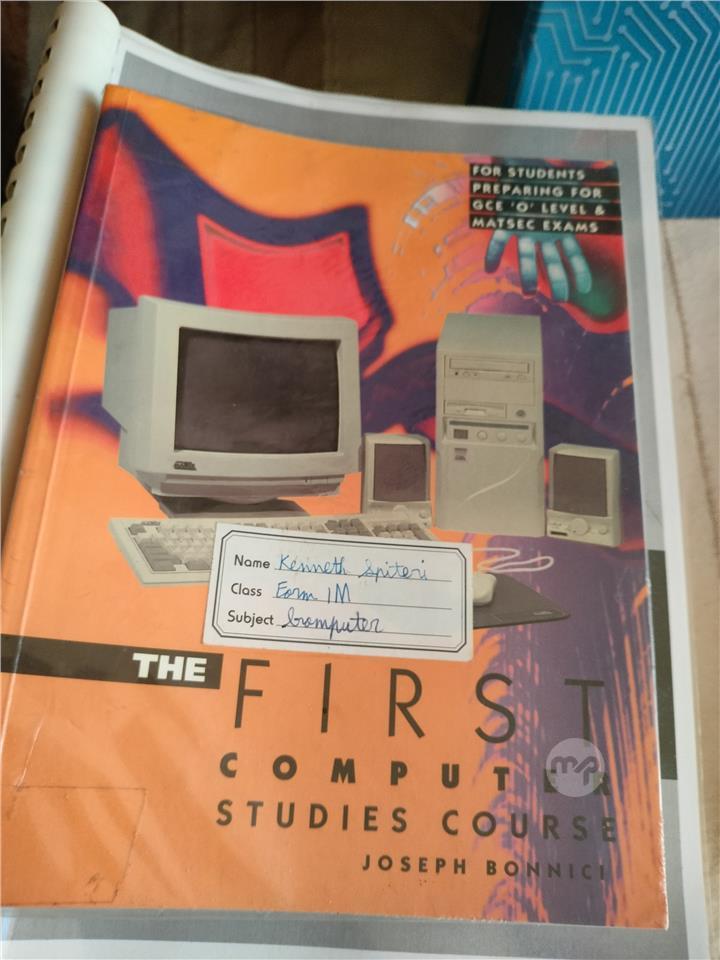 FOR STUDENTS
PREPARING FOR
GCE 'O' LEVEL &
MATSEC EXAMS
Name Kenneth Spiteri
Class Form 1M
Subject Computer
THE FIRST
COMPUTER
STUDIES COURSE
JOSEPH BONNICI
mp